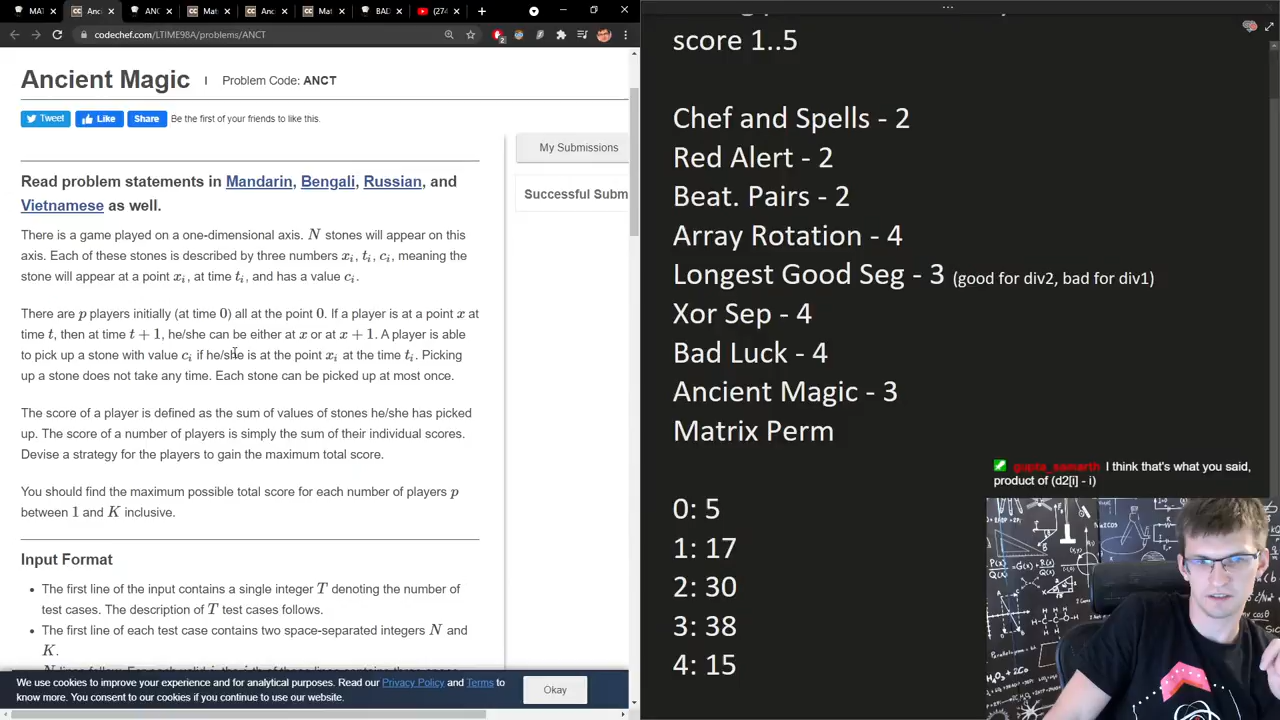 MAT
Anc
ANC
Mat
Anc
Mat
BAD
(274
codechef.com/LTIME98A/problems/ANCT
Ancient Magic | Problem Code: ANCT
Tweet Like Share Be the first of your friends to like this.
My Submissions
Successful Subm
Read problem statements in Mandarin, Bengali, Russian, and
Vietnamese as well.
There is a game played on a one-dimensional axis. N stones will appear on this
axis. Each of these stones is described by three numbers xi, ti, ci, meaning the
stone will appear at a point xi, at time ti, and has a value ci.
There are p players initially (at time 0) all at the point 0. If a player is at a point x at
time t, then at time t + 1, he/she can be either at x or at x + 1. A player is able
to pick up a stone with value ci if he/she is at the point xi at the time ti. Picking
up a stone does not take any time. Each stone can be picked up at most once.
The score of a player is defined as the sum of values of stones he/she has picked
up. The score of a number of players is simply the sum of their individual scores.
Devise a strategy for the players to gain the maximum total score.
You should find the maximum possible total score for each number of players p
between 1 and K inclusive.
Input Format
• The first line of the input contains a single integer T denoting the number of
test cases. The description of T test cases follows.
• The first line of each test case contains two space-separated integers N and
K.
We use cookies to improve your experience and for analytical purposes. Read our Privacy Policy and Terms to
know more. You consent to our cookies if you continue to use our website.
Okay
score 1..5
Chef and Spells - 2
Red Alert - 2
Beat. Pairs - 2
Array Rotation - 4
Longest Good Seg - 3 (good for div2, bad for div1)
Xor Sep - 4
Bad Luck - 4
Ancient Magic - 3
Matrix Perm
0: 5
1: 17
2: 30
3: 38
4: 15
gupta_samarth I think that's what you said,
product of (d2[i] - i)